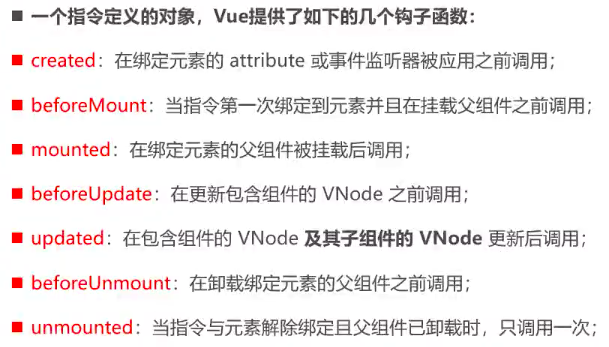 一个指令定义的对象，Vue提供了如下的几个钩子函数：
created：在绑定元素的 attribute 或事件监听器被应用之前调用；
beforeMount：当指令第一次绑定到元素并且在挂载父组件之前调用；
mounted：在绑定元素的父组件被挂载后调用；
beforeUpdate：在更新包含组件的 VNode 之前调用；
updated：在包含组件的 VNode 及其子组件的 VNode 更新后调用；
beforeUnmount：在卸载绑定元素的父组件之前调用；
unmounted：当指令与元素解除绑定且父组件已卸载时，只调用一次；